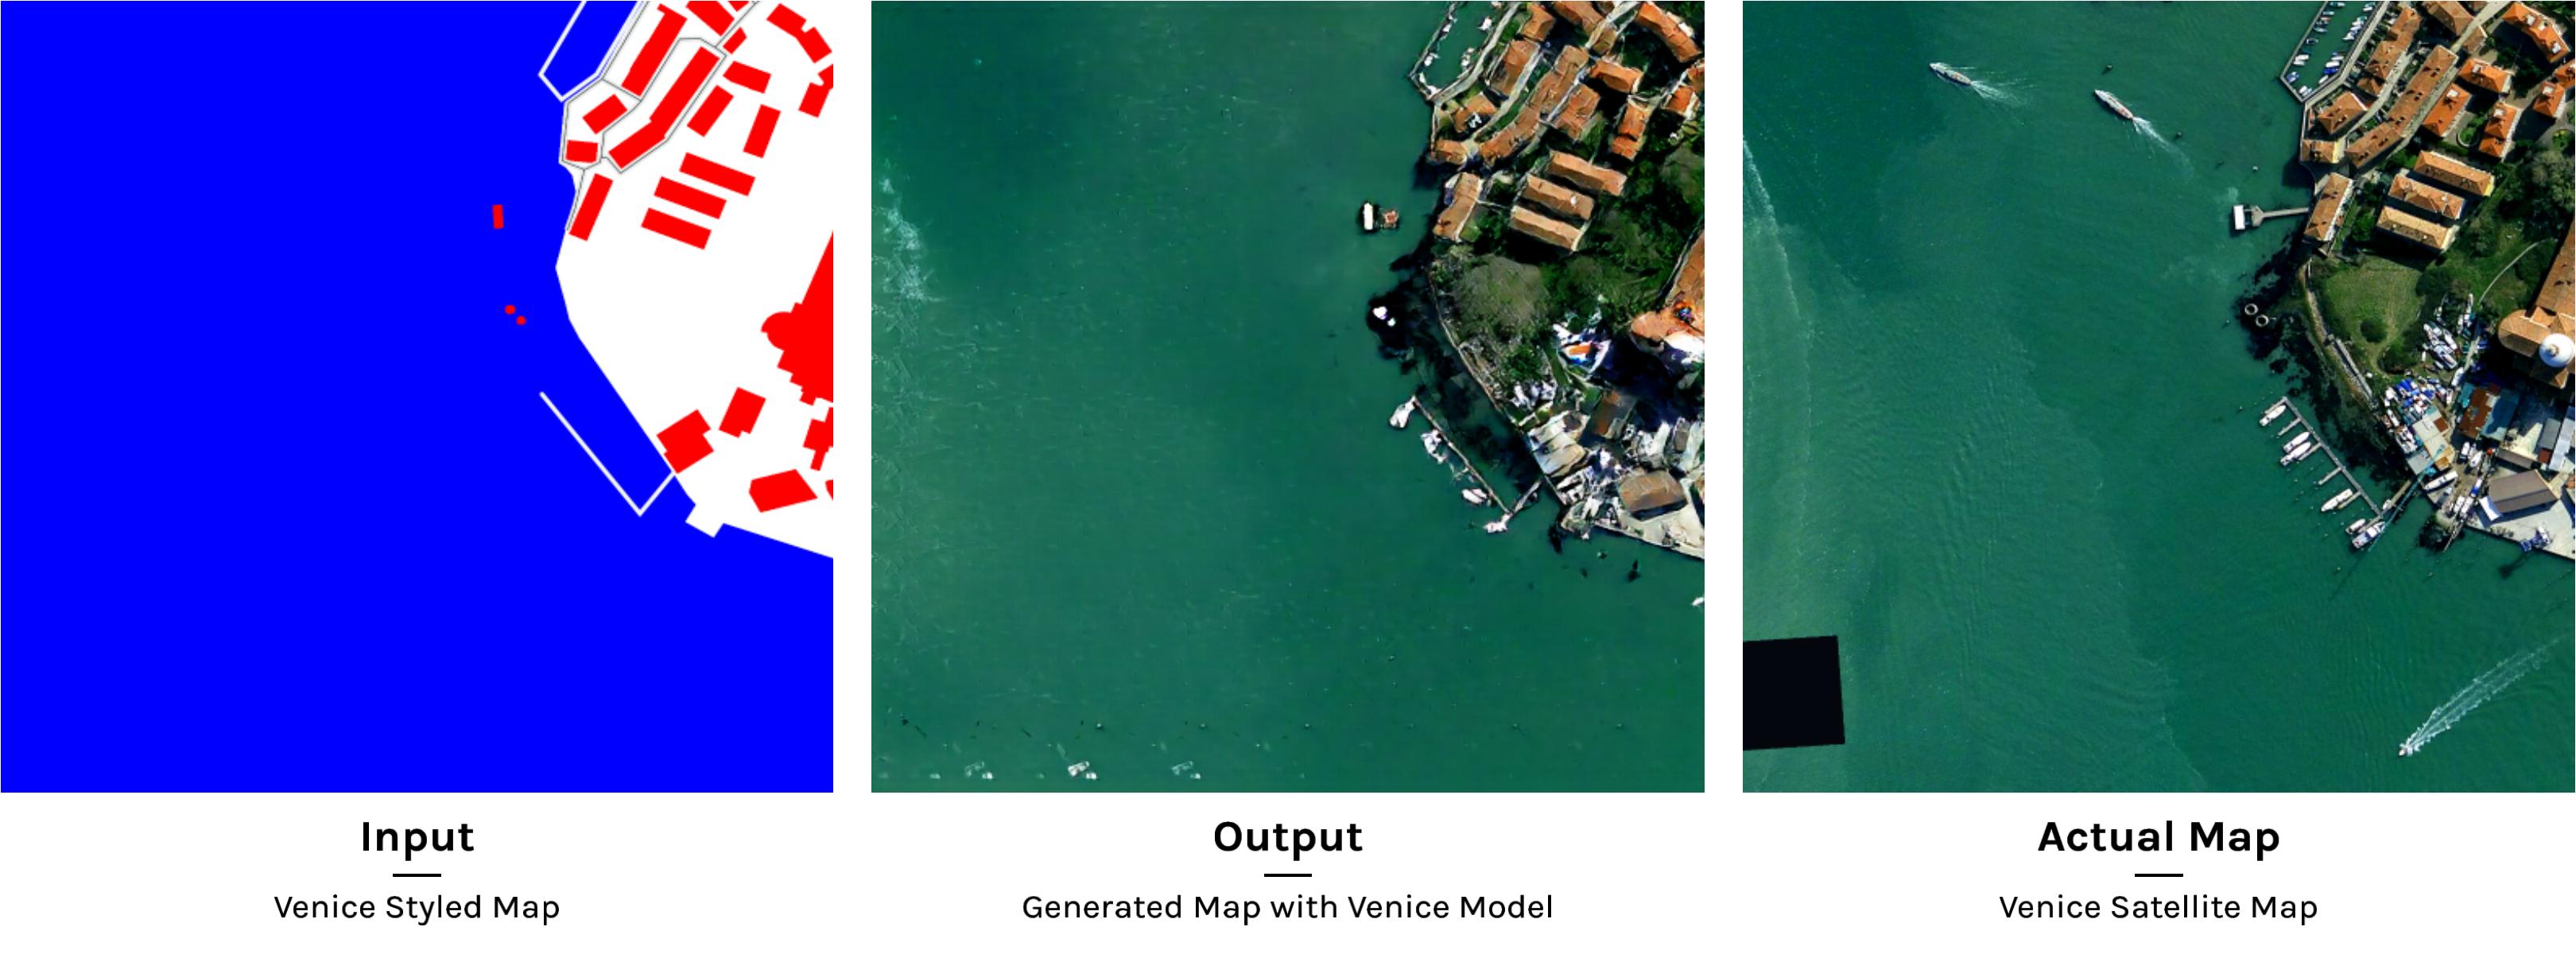 Input
Venice Styled Map
Output
Generated Map with Venice Model
Actual Map
Venice Satellite Map